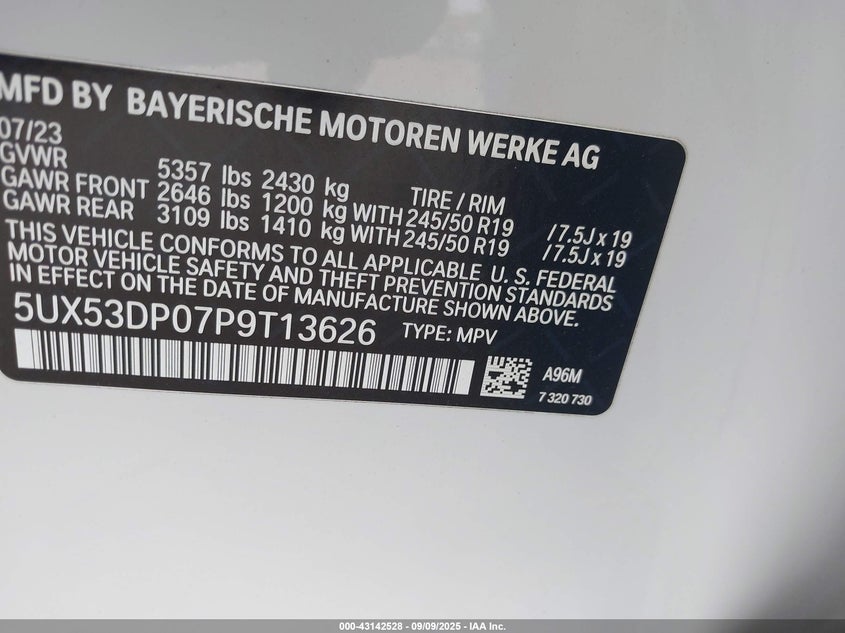 MFD BY BAYERISCHE MOTOREN WERKE AG
07/23
GVWR 5357 lbs 2430 kg TIRE / RIM
GAWR FRONT 2646 lbs 1200 kg WITH 245/50 R19 / 7.5J x 19
GAWR REAR 3109 lbs 1410 kg WITH 245/50 R19 / 7.5J x 19
THIS VEHICLE CONFORMS TO ALL APPLICABLE U. S. FEDERAL
MOTOR VEHICLE SAFETY AND THEFT PREVENTION STANDARDS
IN EFFECT ON THE DATE OF MANUFACTURE SHOWN ABOVE.
5UX53DP07P9T13626 TYPE: MPV
A96M
7 320 730
000-43142528 - 09/09/2025 - IAA Inc.